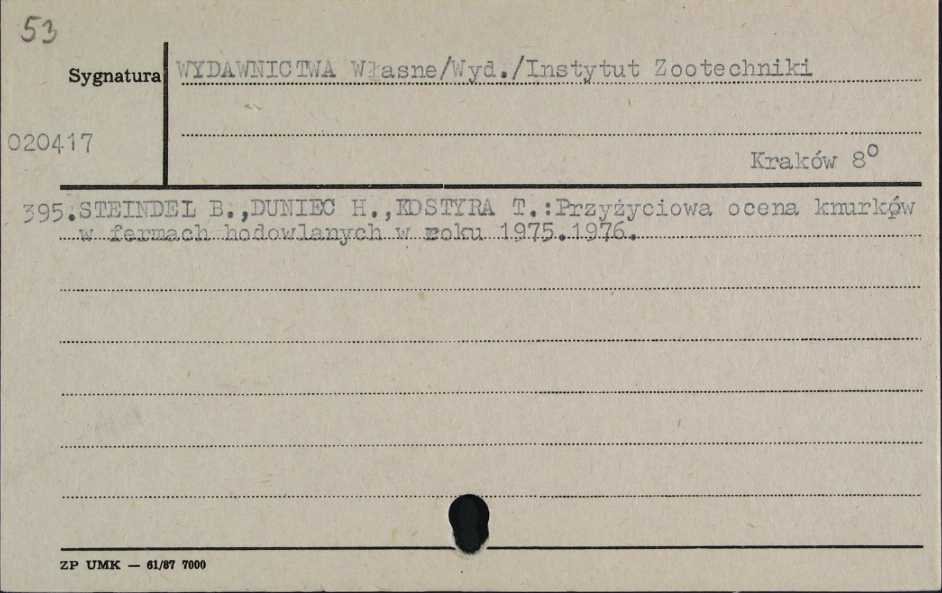 53
Sygnatura
WYDAWNICTWA Własne/Wyd./Instytut Zootechniki
020417
Kraków 8°
395.STEINDEL B.,DUNIEC H.,KOSTYRA T.:Przyżyciowa ocena knurków
w fermach hodowlanych w roku 1975.1976.
ZP UMK — 61/87 7000